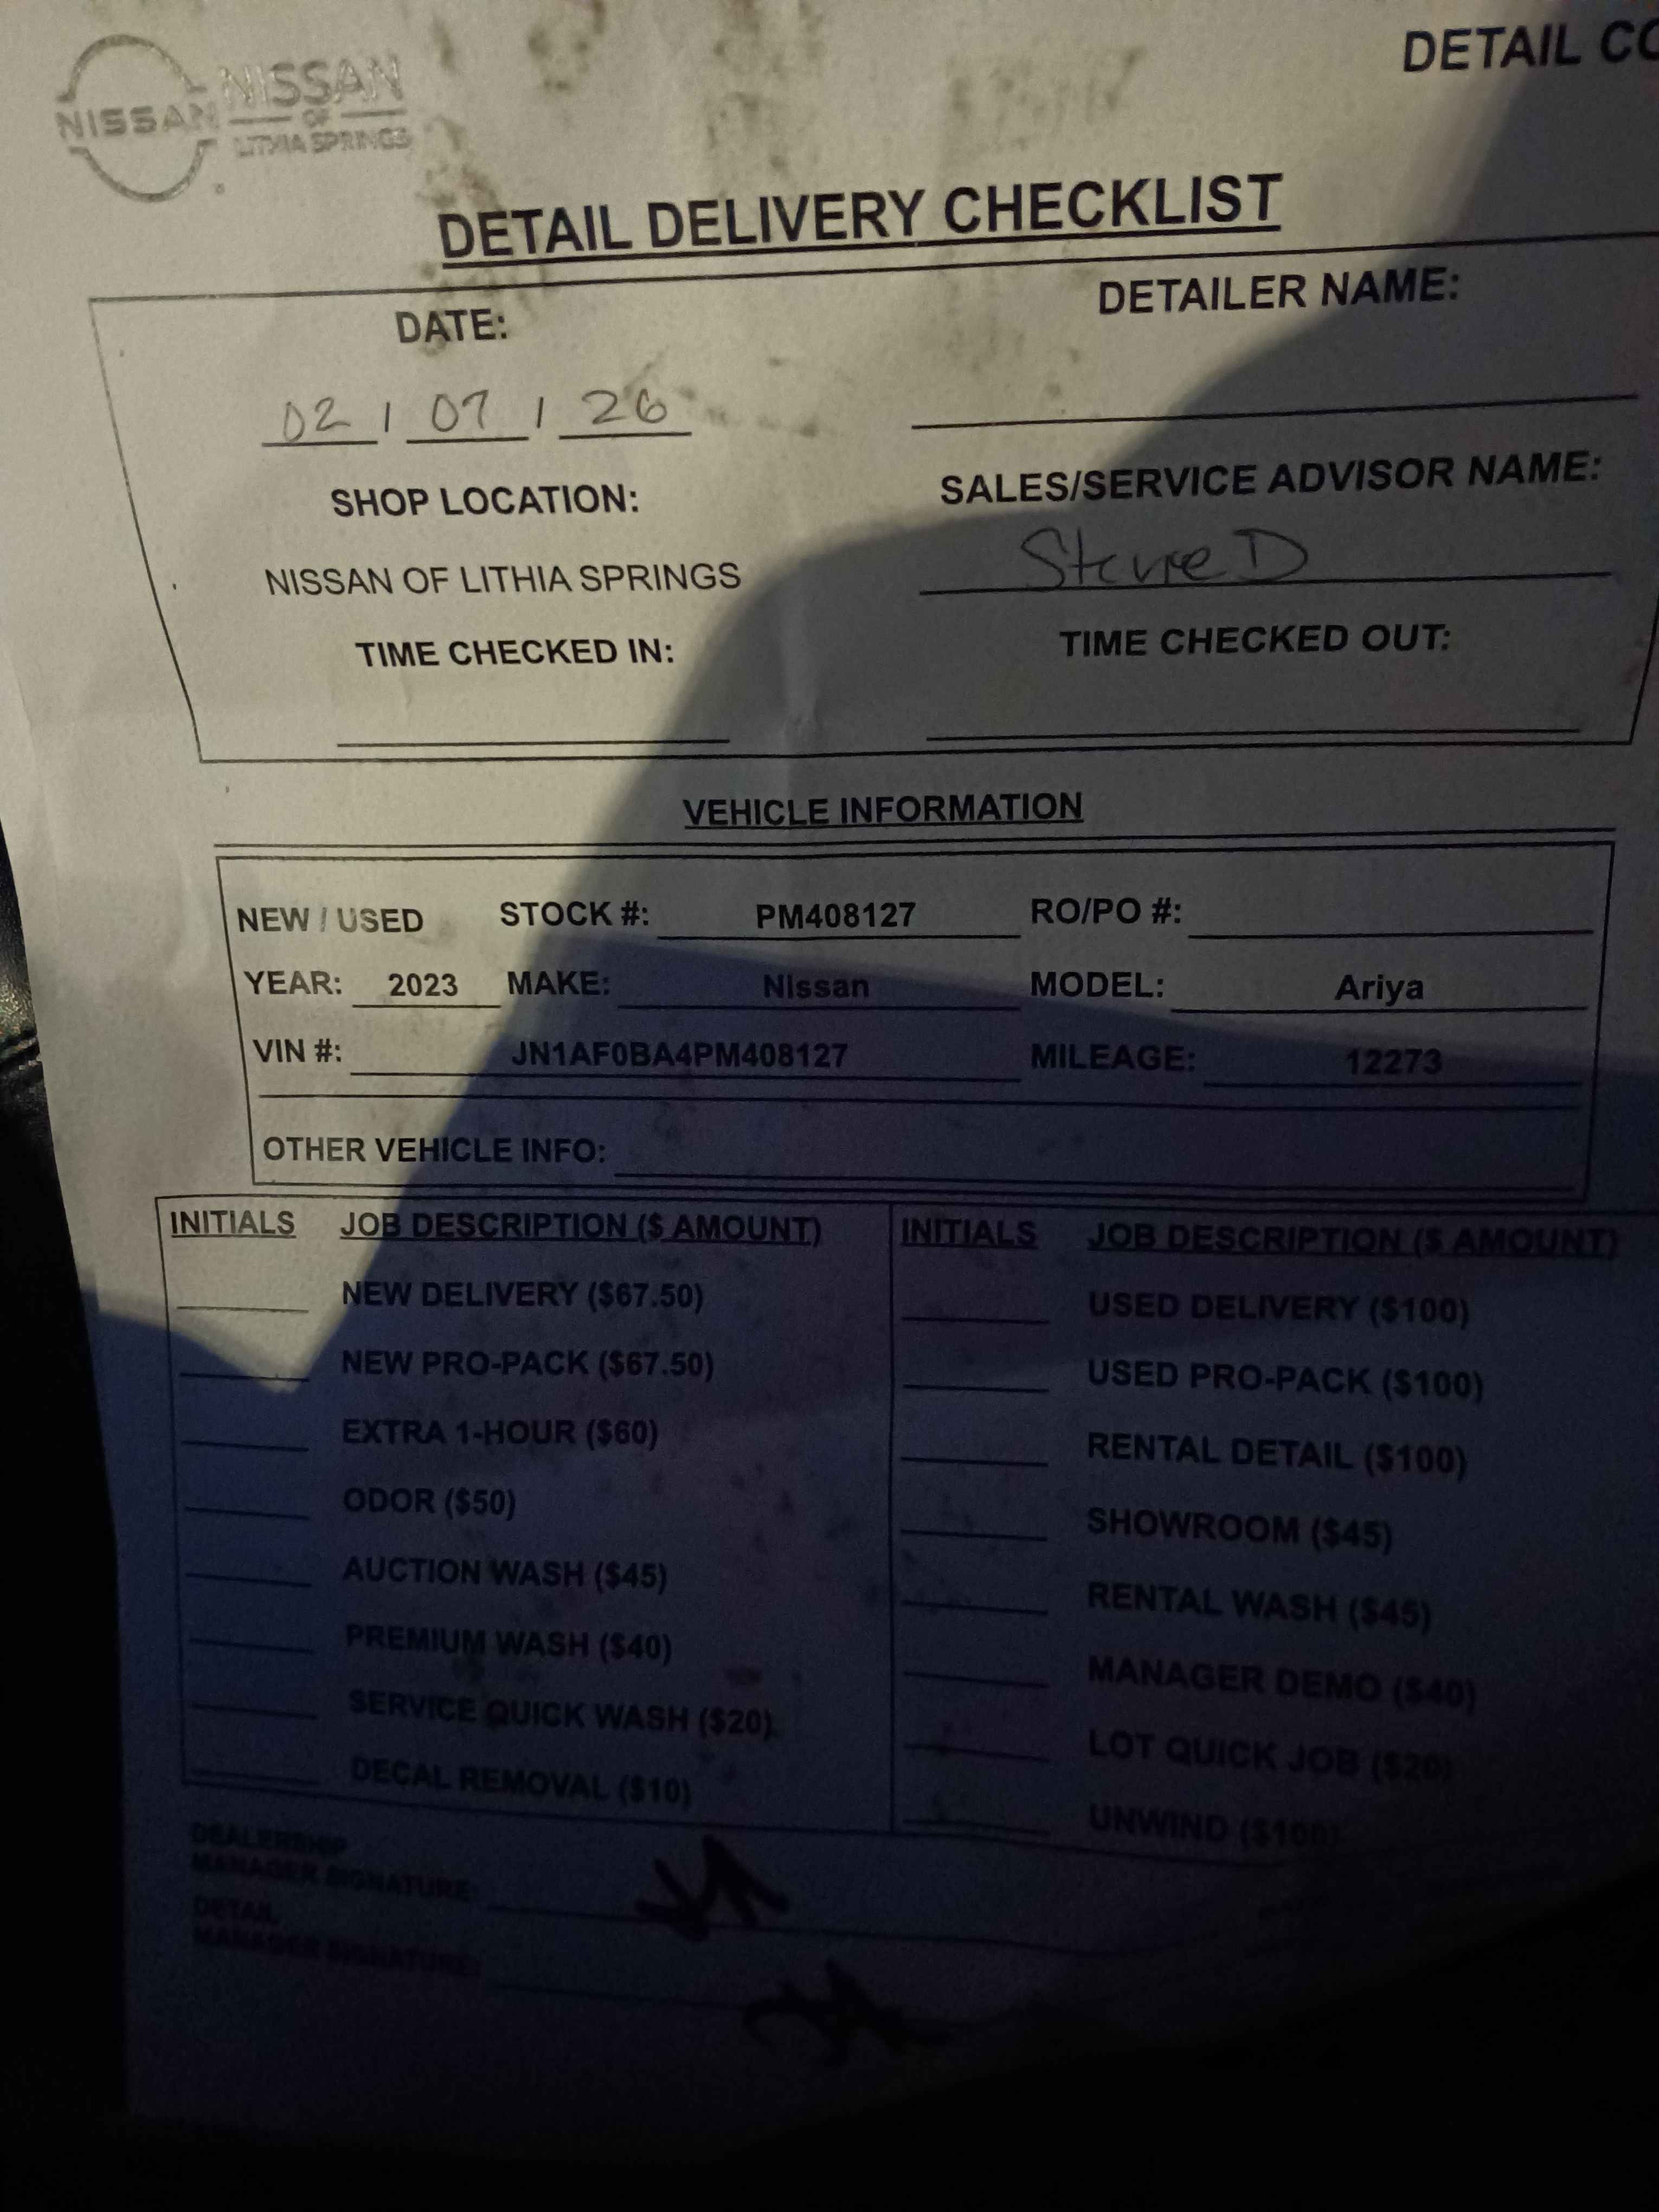 DETAIL CO
NISSAN
NISSAN
OF
LITHIA SPRINGS
DETAIL DELIVERY CHECKLIST
DATE: DETAILER NAME:
02 / 07 / 26
SHOP LOCATION: SALES/SERVICE ADVISOR NAME:
NISSAN OF LITHIA SPRINGS D
TIME CHECKED IN: TIME CHECKED OUT:
VEHICLE INFORMATION
NEW / USED STOCK #: PM408127 RO/PO #:
YEAR: 2023 MAKE: Nissan MODEL: Ariya
VIN #: JN1AF0BA4PM408127 MILEAGE: 12273
OTHER VEHICLE INFO:
INITIALS JOB DESCRIPTION ($ AMOUNT) INITIALS JOB DESCRIPTION ($ AMOUNT)
NEW DELIVERY ($67.50) USED DELIVERY ($100)
NEW PRO-PACK ($67.50) USED PRO-PACK ($100)
EXTRA 1-HOUR ($60) RENTAL DETAIL ($100)
ODOR ($50) SHOWROOM ($45)
AUCTION WASH ($45) RENTAL WASH ($45)
PREMIUM WASH ($40) MANAGER DEMO ($40)
SERVICE QUICK WASH ($20) LOT QUICK JOB ($20)
DECAL REMOVAL ($10) UNWIND ($100)
DEALERSHIP
MANAGER SIGNATURE:
DETAIL
MANAGER SIGNATURE: